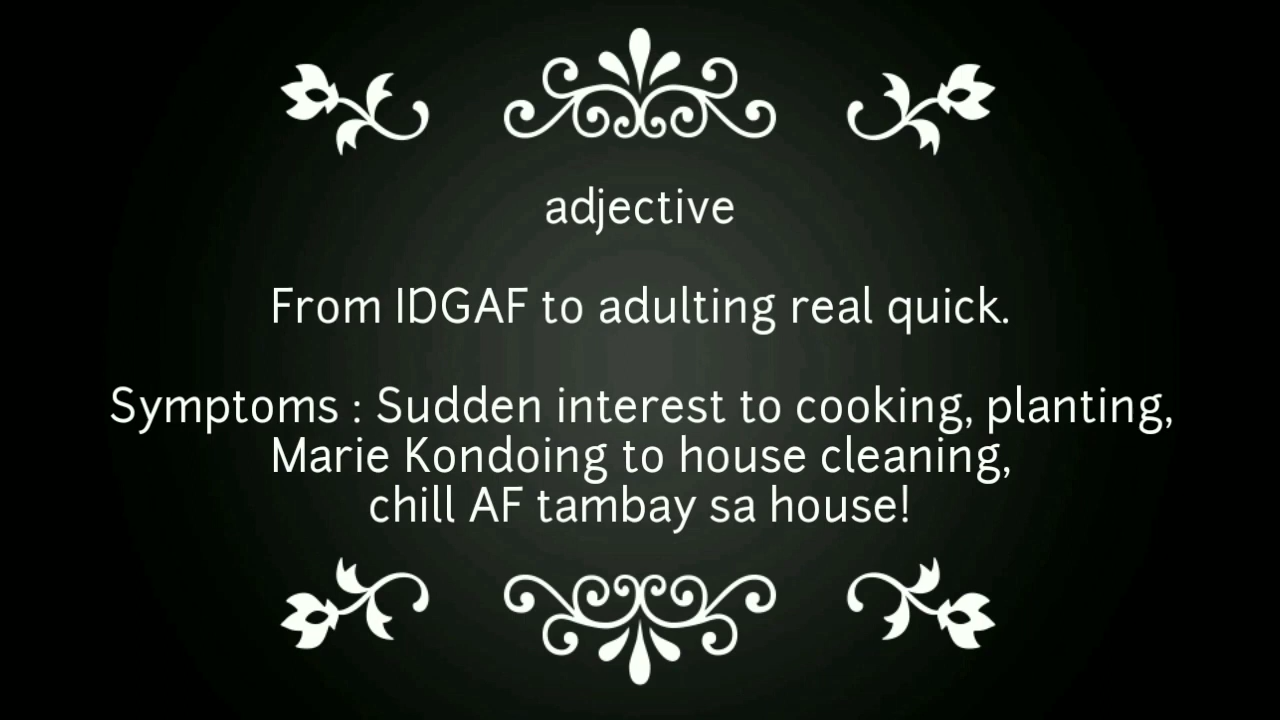 adjective
From IDGAF to adulting real quick.
Symptoms : Sudden interest to cooking, planting,
Marie Kondoing to house cleaning,
chill AF tambay sa house!